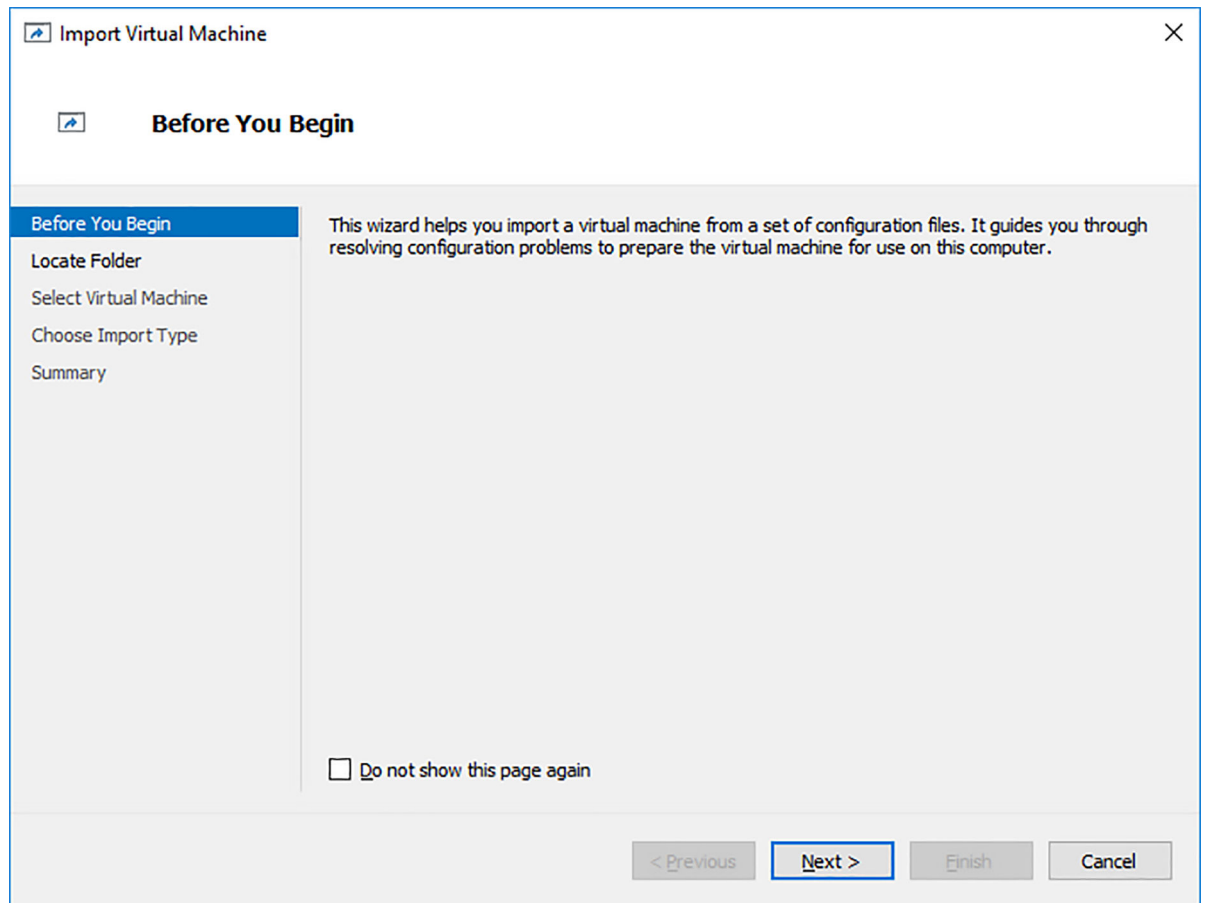 Import Virtual Machine
Before You Begin
Before You Begin
Locate Folder
Select Virtual Machine
Choose Import Type
Summary
This wizard helps you import a virtual machine from a set of configuration files. It guides you through
resolving configuration problems to prepare the virtual machine for use on this computer.
Do not show this page again
< Previous
Next >
Finish
Cancel